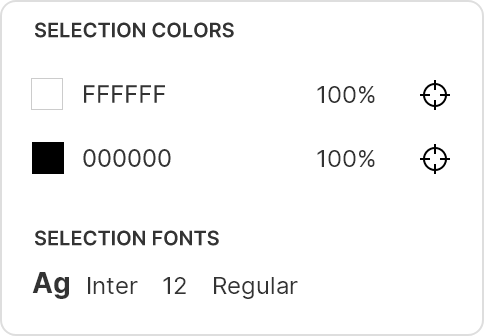 SELECTION COLORS
FFFFFF 100%
000000 100%
SELECTION FONTS
Ag Inter 12 Regular